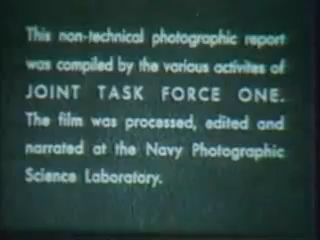 This non-technical photographic report
was compiled by the various activites of
JOINT TASK FORCE ONE.
The film was processed, edited and
narrated at the Navy Photographic
Science Laboratory.